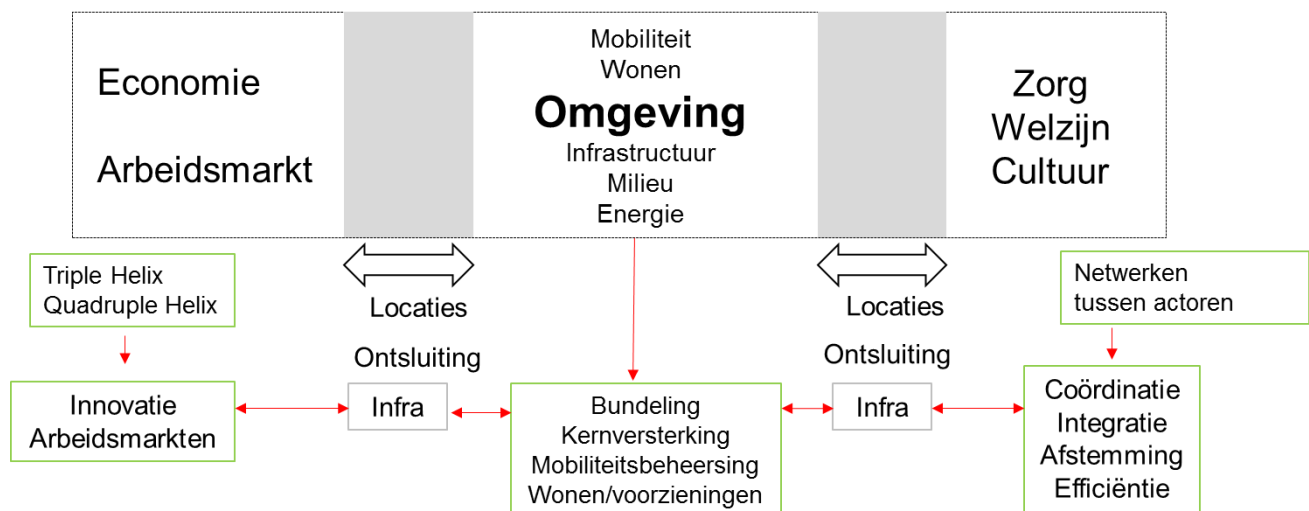 Economie
Arbeidsmarkt
Mobiliteit
Wonen
Omgeving
Infrastructuur
Milieu
Energie
Zorg
Welzijn
Cultuur
Triple Helix
Quadruple Helix
Locaties
Ontsluiting
Locaties
Ontsluiting
Netwerken
tussen actoren
Innovatie
Arbeidsmarkten
Infra
Bundeling
Kernversterking
Mobiliteitsbeheersing
Wonen/voorzieningen
Infra
Coördinatie
Integratie
Afstemming
Efficiëntie